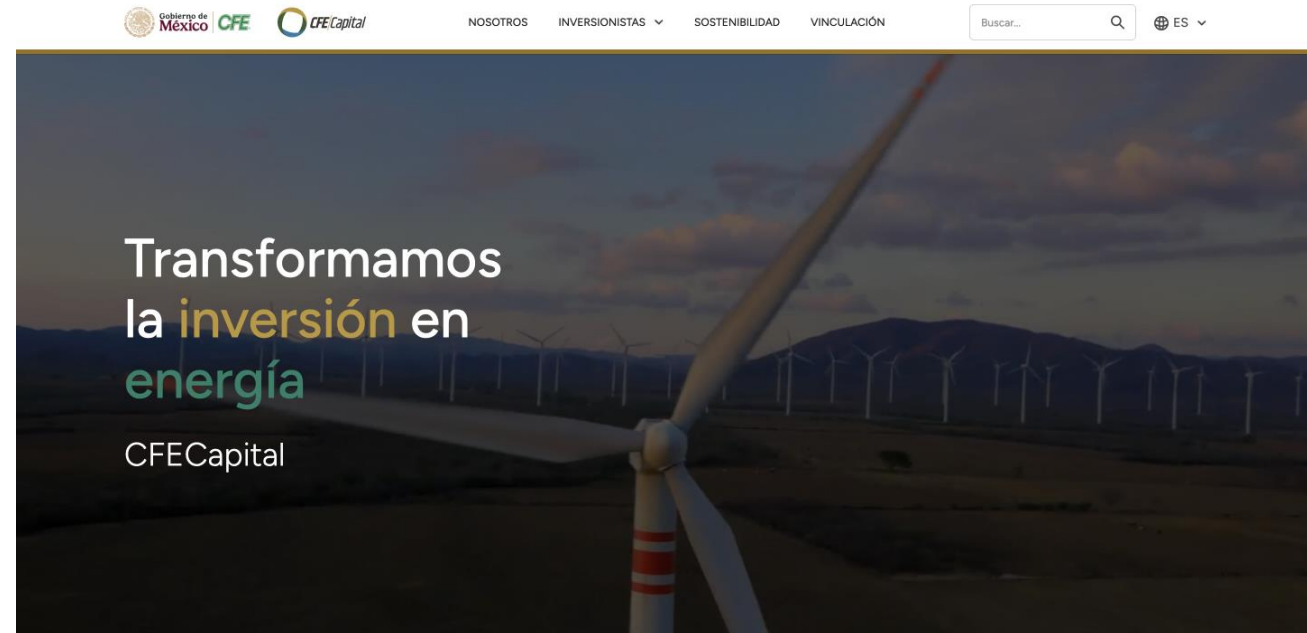 Gobierno de
México
CFE
CFECapital
NOSOTROS
INVERSIONISTAS
SOSTENIBILIDAD
VINCULACIÓN
Buscar...
ES
Transformamos
la inversión en
energía
CFECapital